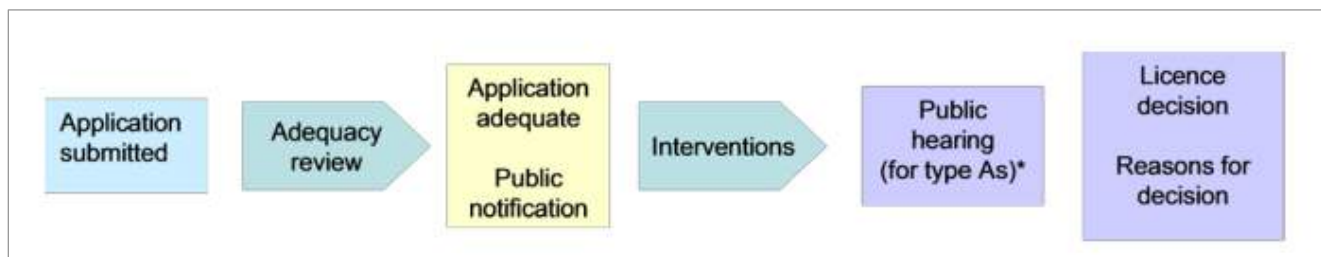 Application
submitted
Adequacy
review
Application
adequate
Public
notification
Interventions
Public
hearing
(for type As)*
Licence
decision
Reasons for
decision